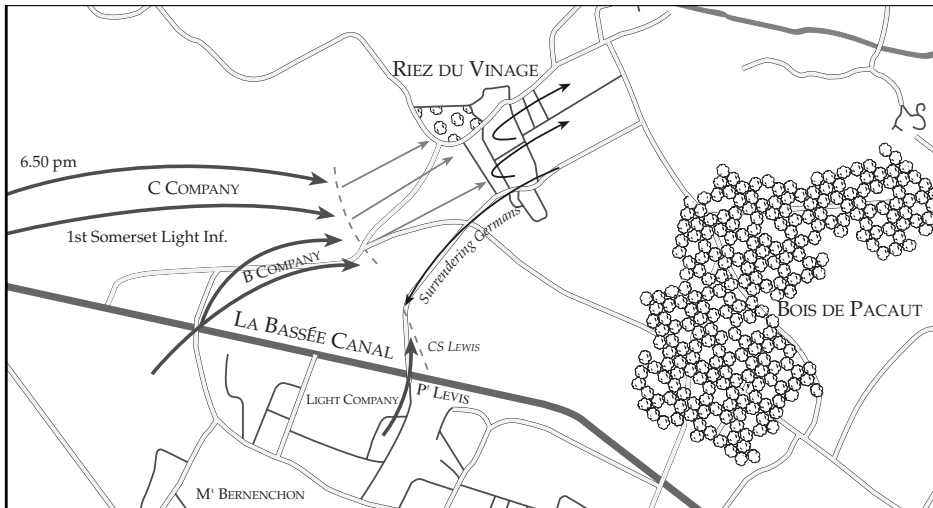 RIEZ DU VINAGE
6.50 pm
C COMPANY
1st Somerset Light Inf.
B COMPANY
Surrendering Germans
BOIS DE PACAUT
LA BASSÉE CANAL
CS LEWIS
LIGHT COMPANY
Pᵗ LEVIS
Mᵗ BERNENCHON